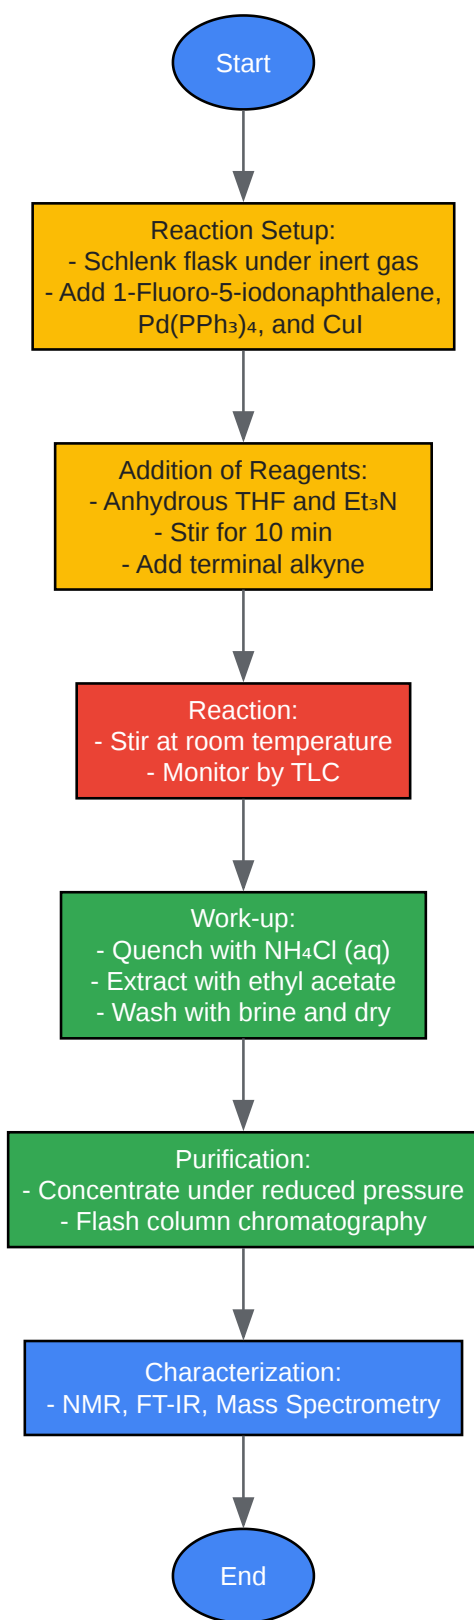 Start
Reaction Setup:
- Schlenk flask under inert gas
- Add 1-Fluoro-5-iodonaphthalene,
Pd(PPh₃)₄, and CuI
Addition of Reagents:
- Anhydrous THF and Et₃N
- Stir for 10 min
- Add terminal alkyne
Reaction:
- Stir at room temperature
- Monitor by TLC
Work-up:
- Quench with NH₄Cl (aq)
- Extract with ethyl acetate
- Wash with brine and dry
Purification:
- Concentrate under reduced pressure
- Flash column chromatography
Characterization:
- NMR, FT-IR, Mass Spectrometry
End